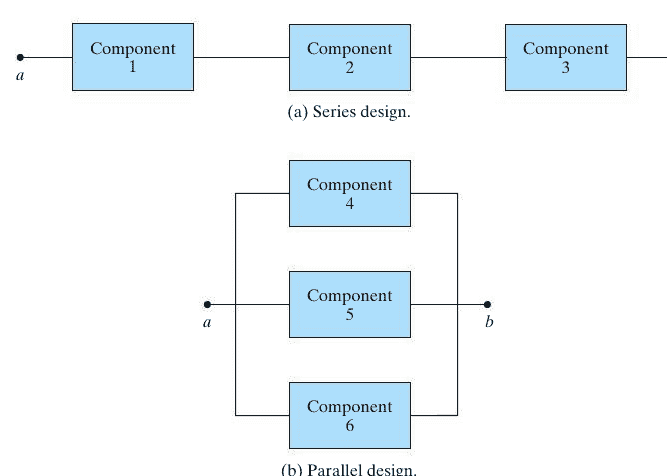 Component Component Component
1 2 3
a
(a) Series design.
Component
4
Component
5
a b
Component
6
(b) Parallel design.